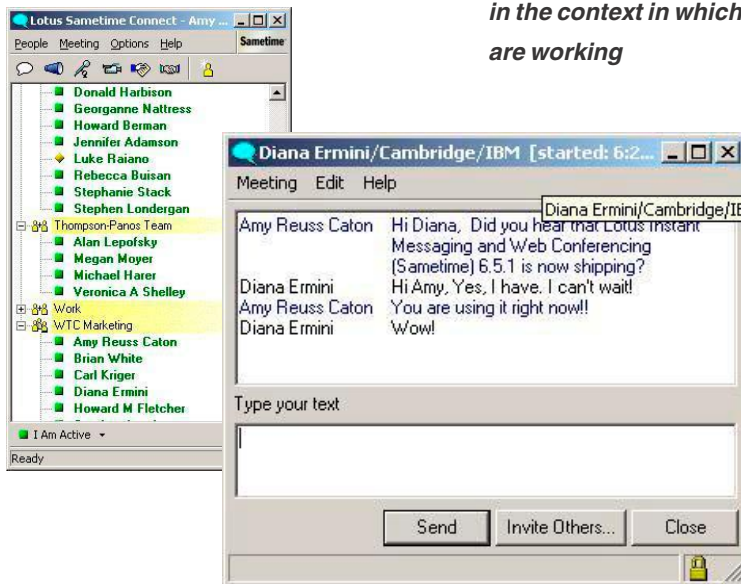 in the context in which
are working
Lotus Sametime Connect - Amy ...
People Meeting Options Help
Sametime
Donald Harbison
Georganne Nattress
Howard Berman
Jennifer Adamson
Luke Raiano
Rebecca Buisan
Stephanie Stack
Stephen Londergan
Thompson-Panos Team
Alan Lepofsky
Megan Moyer
Michael Harer
Veronica A Shelley
Work
WTC Marketing
Amy Reuss Caton
Brian White
Carl Kriger
Diana Ermini
Howard M Fletcher
I Am Active
Ready
Diana Ermini/Cambridge/IBM [started: 6:2...
Meeting Edit Help
Diana Ermini/Cambridge/IB
Amy Reuss Caton Hi Diana, Did you hear that Lotus Instant
Messaging and Web Conferencing
(Sametime) 6.5.1 is now shipping?
Diana Ermini Hi Amy, Yes, I have. I can't wait!
Amy Reuss Caton You are using it right now!!
Diana Ermini Wow!
Type your text
Send Invite Others... Close